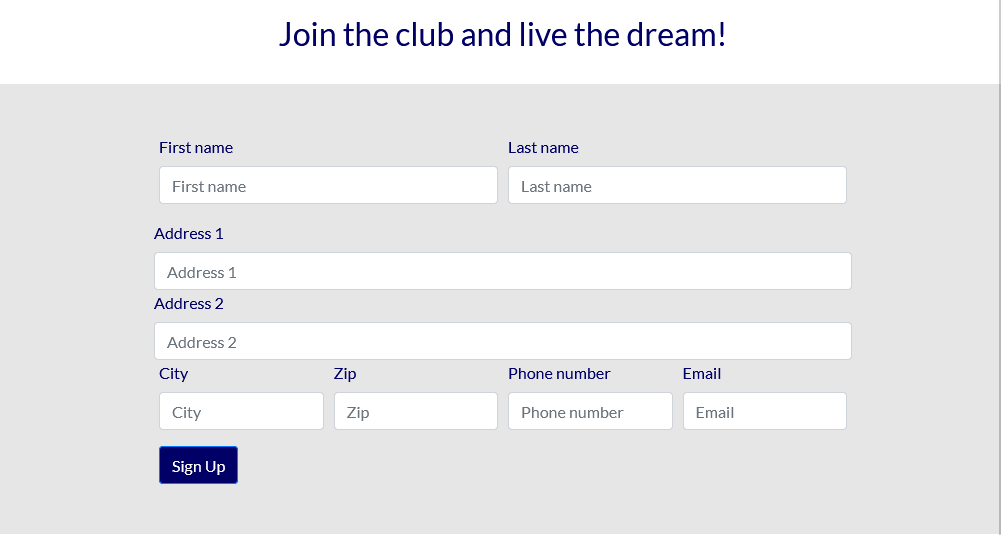 Join the club and live the dream!
First name Last name
First name Last name
Address 1
Address 1
Address 2
Address 2
City Zip Phone number Email
City Zip Phone number Email
Sign Up